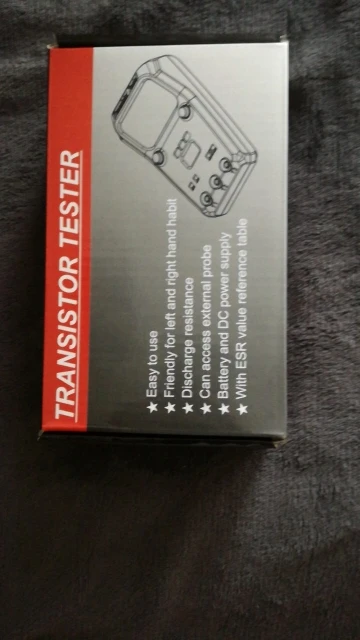 TRANSISTOR TESTER
★ Easy to use
★ Friendly for left and right hand habit
★ Discharge resistance
★ Can access external probe
★ Battery and DC power supply
★ With ESR value reference table